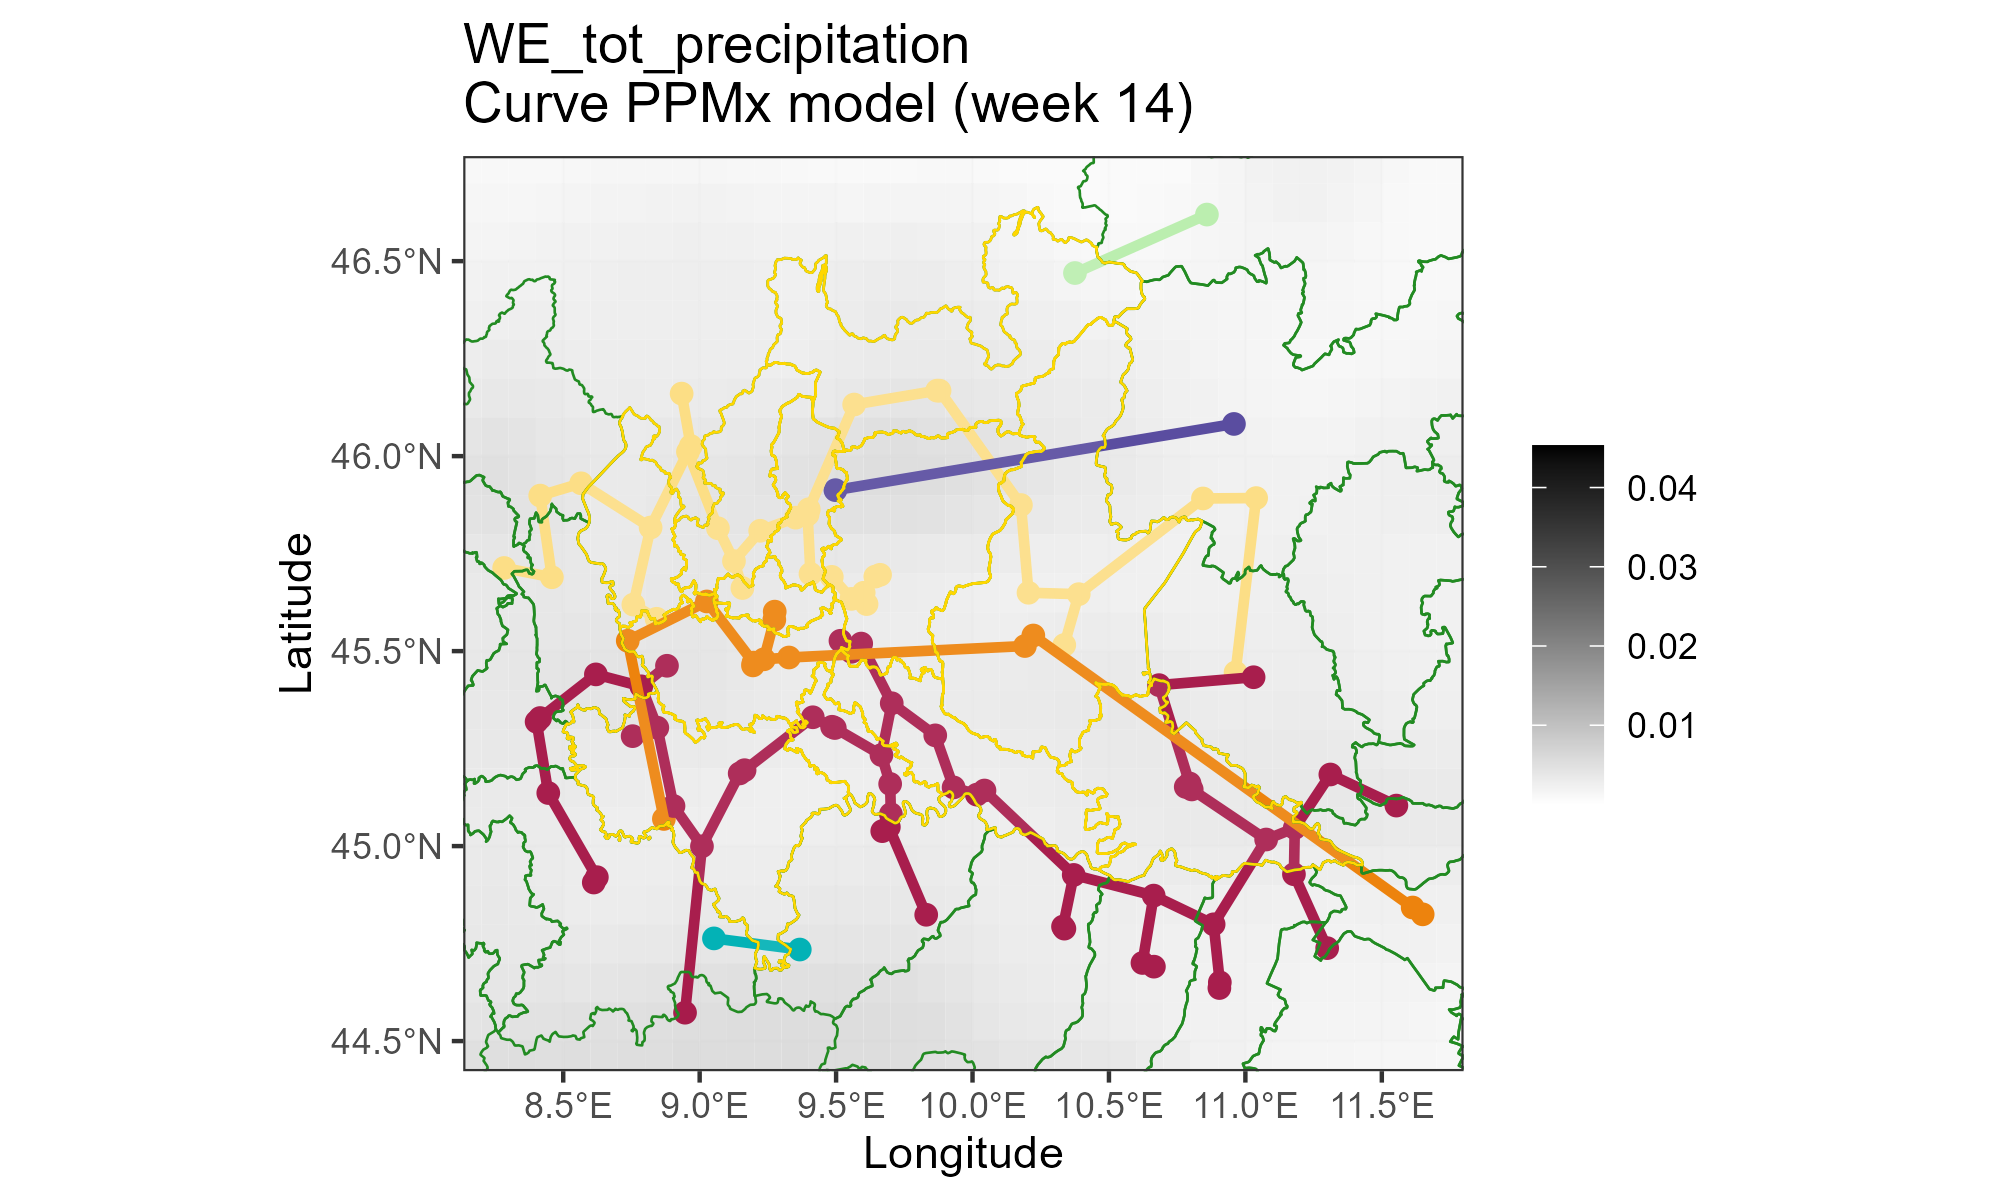 WE_tot_precipitation
Curve PPMx model (week 14)
46.5°N
46.0°N
45.5°N
45.0°N
44.5°N
Latitude
8.5°E 9.0°E 9.5°E 10.0°E 10.5°E 11.0°E 11.5°E
Longitude
0.04
0.03
0.02
0.01